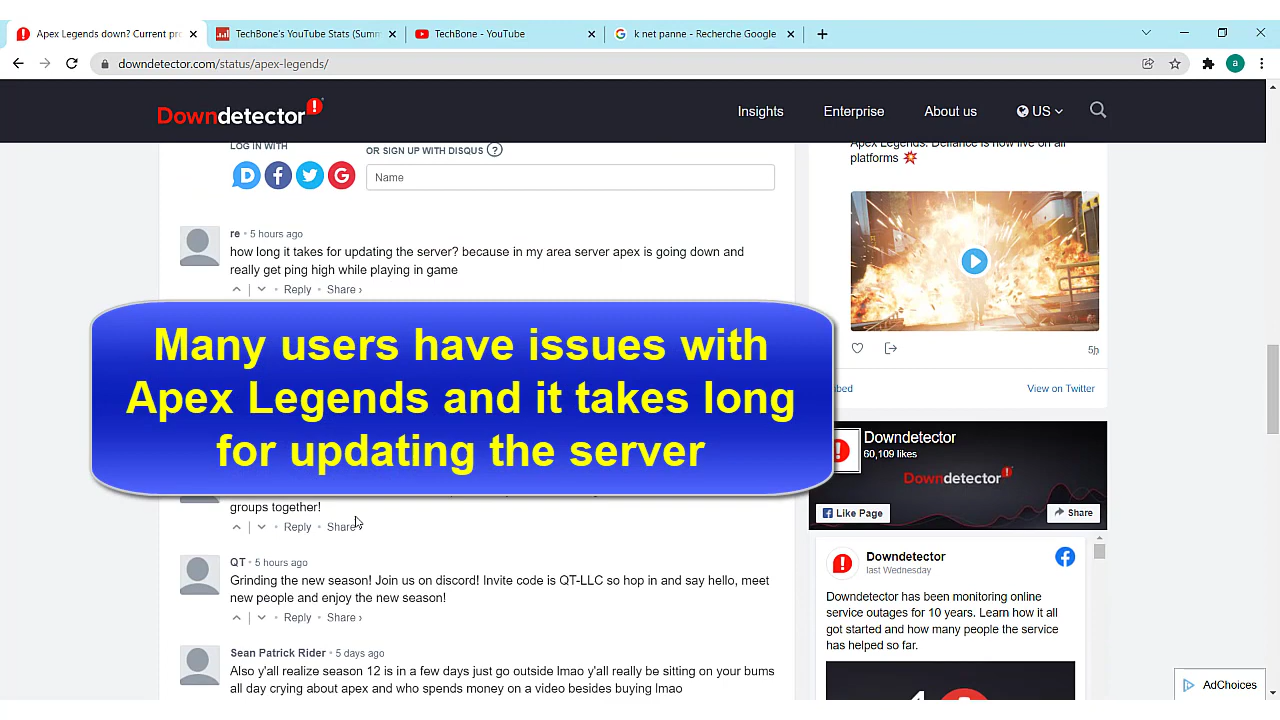 Apex Legends down? Current pro
TechBone's YouTube Stats (Summ
TechBone - YouTube
k net panne - Recherche Google
downdetector.com/status/apex-legends/
a
Downdetector
Insights
Enterprise
About us
US
LOG IN WITH
OR SIGN UP WITH DISQUS ?
Name
re • 5 hours ago
how long it takes for updating the server? because in my area server apex is going down and
really get ping high while playing in game
• Reply • Share ›
Many users have issues with
Apex Legends and it takes long
for updating the server
groups together!
• Reply • Share ›
QT • 5 hours ago
Grinding the new season! Join us on discord! Invite code is QT-LLC so hop in and say hello, meet
new people and enjoy the new season!
• Reply • Share ›
Sean Patrick Rider • 5 days ago
Also y'all realize season 12 is in a few days just go outside lmao y'all really be sitting on your bums
all day crying about apex and who spends money on a video besides buying lmao
Apex Legends: Defiance is now live on all
platforms 💥
5h
View on Twitter
Downdetector
60,109 likes
Downdetector
Like Page
Share
Downdetector
last Wednesday
Downdetector has been monitoring online
service outages for 10 years. Learn how it all
got started and how many people the service
has helped so far.
AdChoices